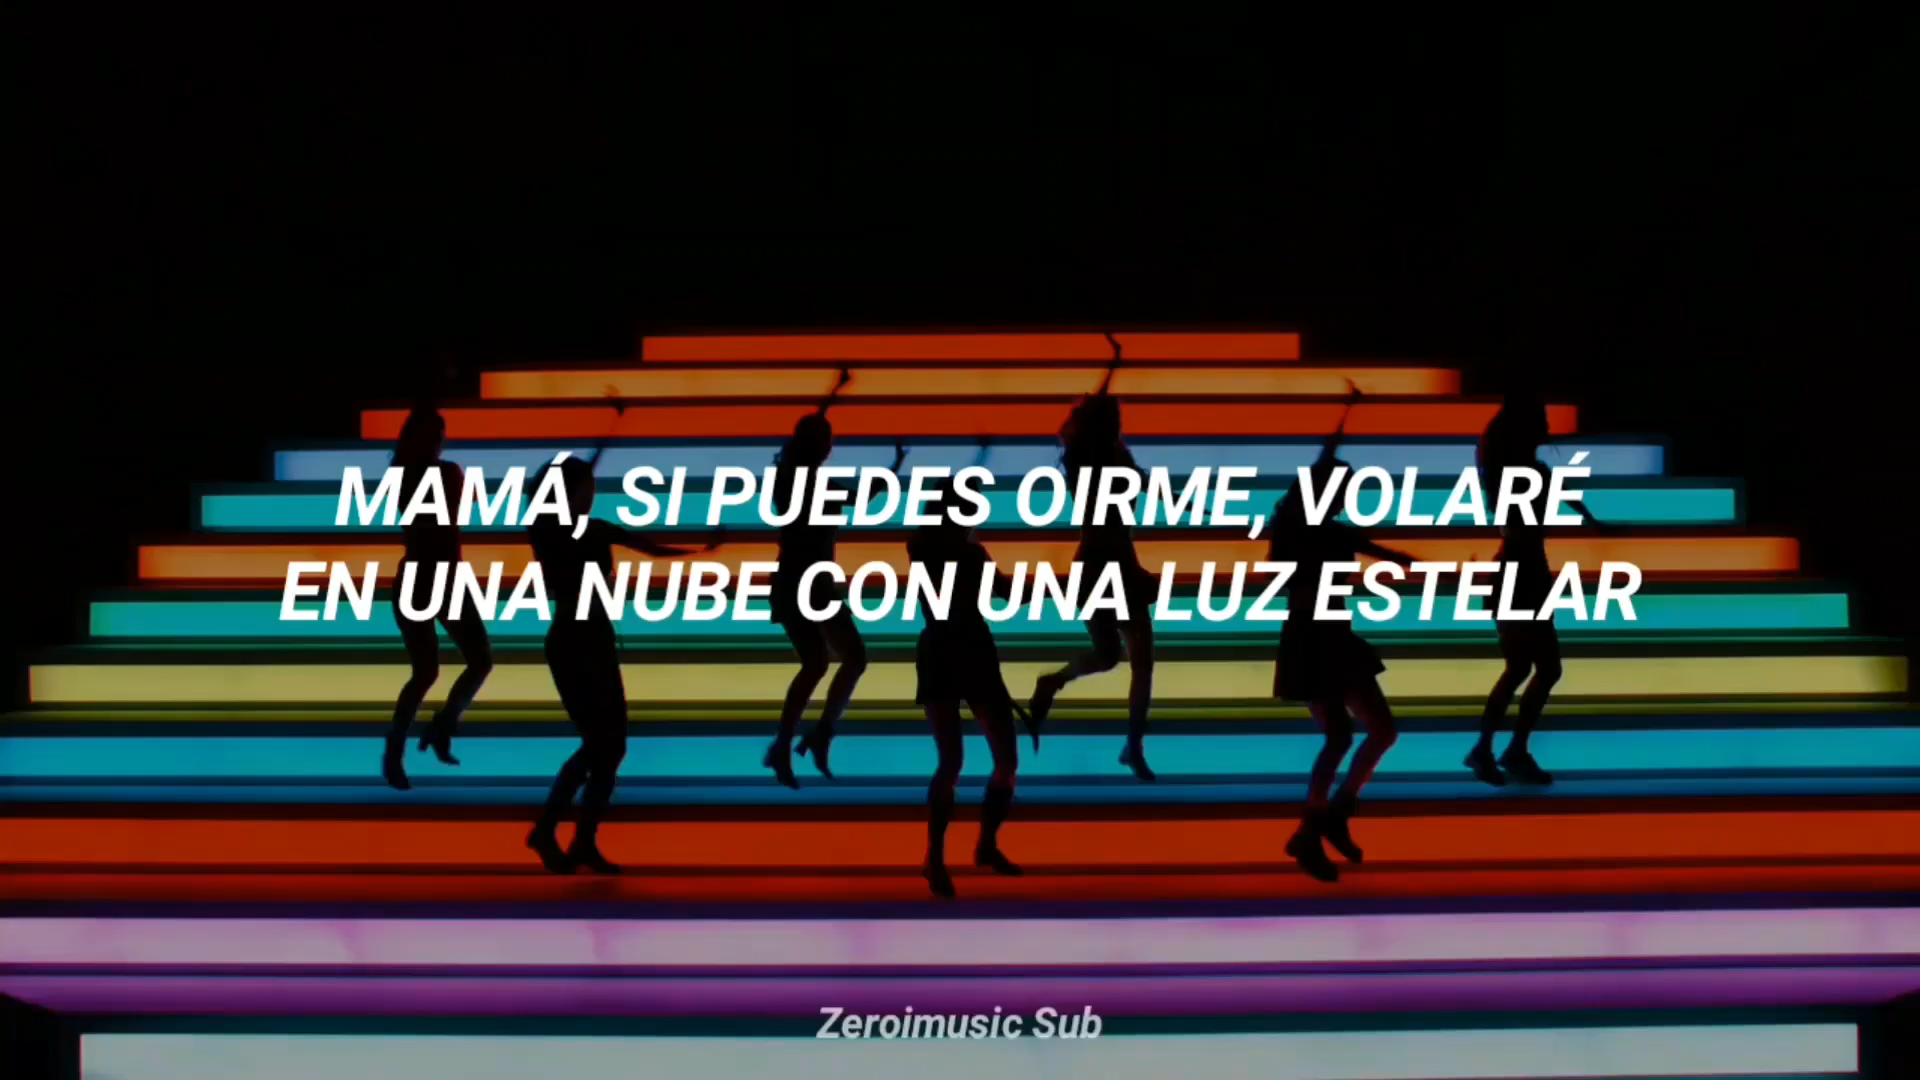 MAMÁ, SI PUEDES OIRME, VOLARÉ
EN UNA NUBE CON UNA LUZ ESTELAR
Zeroimusic Sub